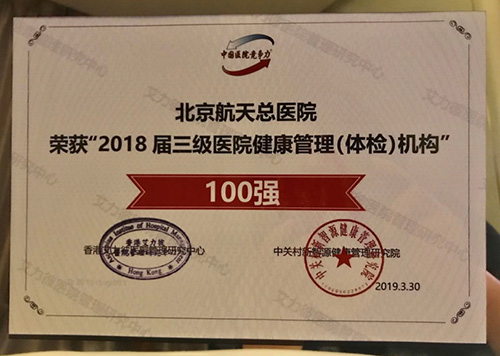 中国医院竞争力
北京航天总医院
荣获“2018届三级医院健康管理(体检)机构”
100强
香港艾力彼医院管理研究中心 中关村新智源健康管理研究院
Hong Kong
2019.3.30